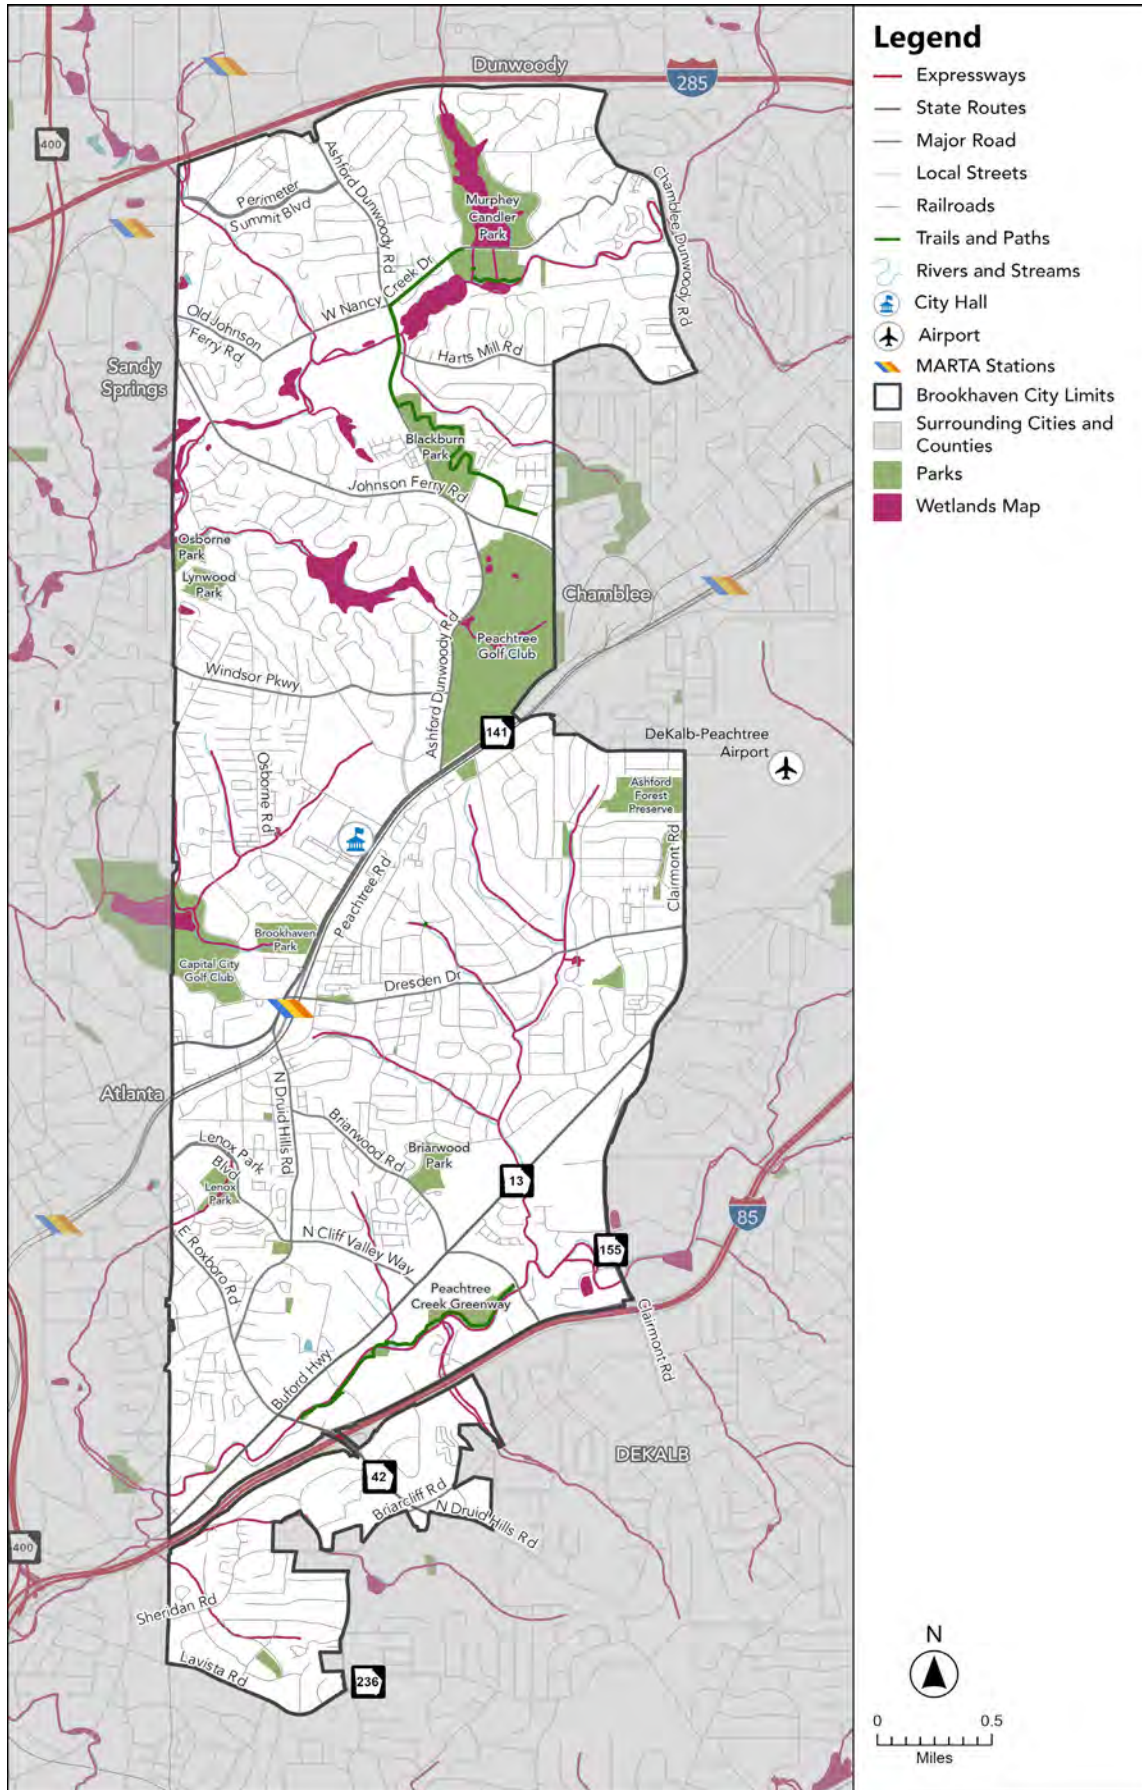 Dunwoody
285
400
Perimeter
Summit Blvd
Ashford Dunwoody Rd
Murphey
Candler
Park
Chamblee Dunwoody Rd
W Nancy Creek Dr
Old Johnson
Ferry Rd
Harts Mill Rd
Sandy
Springs
Blackburn
Park
Johnson Ferry Rd
Osborne
Park
Lynwood
Park
Chamblee
Ashford Dunwoody Rd
Peachtree
Golf Club
Windsor Pkwy
141
DeKalb-Peachtree
Airport
Osborne Rd
Ashford
Forest
Preserve
Clairmont Rd
Peachtree Rd
Brookhaven
Park
Capital City
Golf Club
Dresden Dr
Atlanta
N Druid Hills Rd
Briarwood Rd
Lenox Park
Blvd
Briarwood
Park
Lenox
Park
13
85
E Roxboro Rd
N Cliff Valley Way
155
Peachtree
Creek Greenway
Clairmont Rd
Buford Hwy
DEKALB
42
Briarcliff Rd
N Druid Hills Rd
400
Sheridan Rd
Lavista Rd
236
Legend
Expressways
State Routes
Major Road
Local Streets
Railroads
Trails and Paths
Rivers and Streams
City Hall
Airport
MARTA Stations
Brookhaven City Limits
Surrounding Cities and
Counties
Parks
Wetlands Map
N
0 0.5
Miles